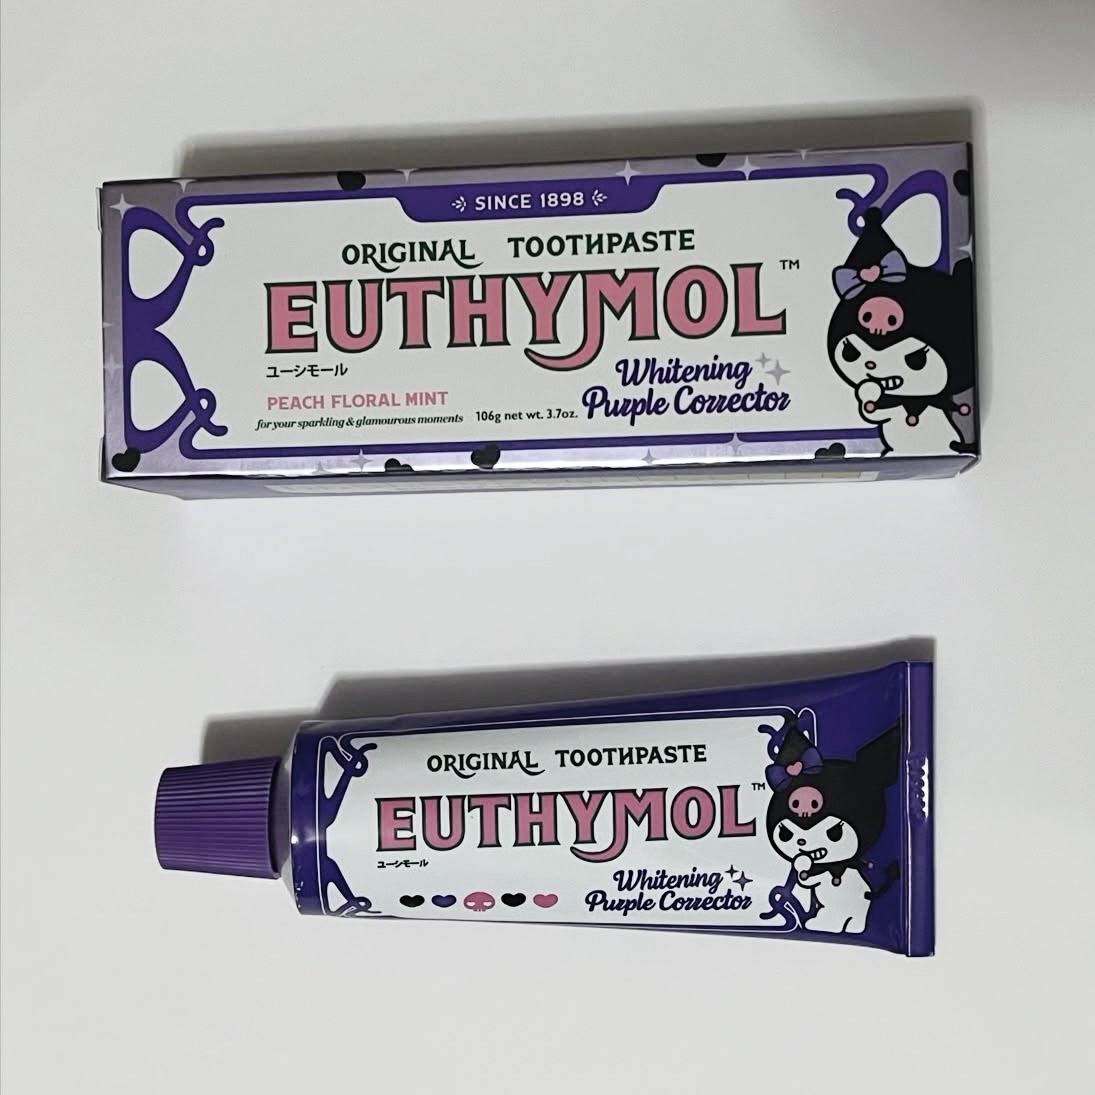 SINCE 1898
ORIGINAL TOOTHPASTE
EUTHYMOL™
ユーシモール
Whitening
Purple Corrector
PEACH FLORAL MINT
for your sparkling & glamourous moments
106g net wt. 3.7oz.
ORIGINAL TOOTHPASTE
EUTHYMOL™
ユーシモール
Whitening
Purple Corrector